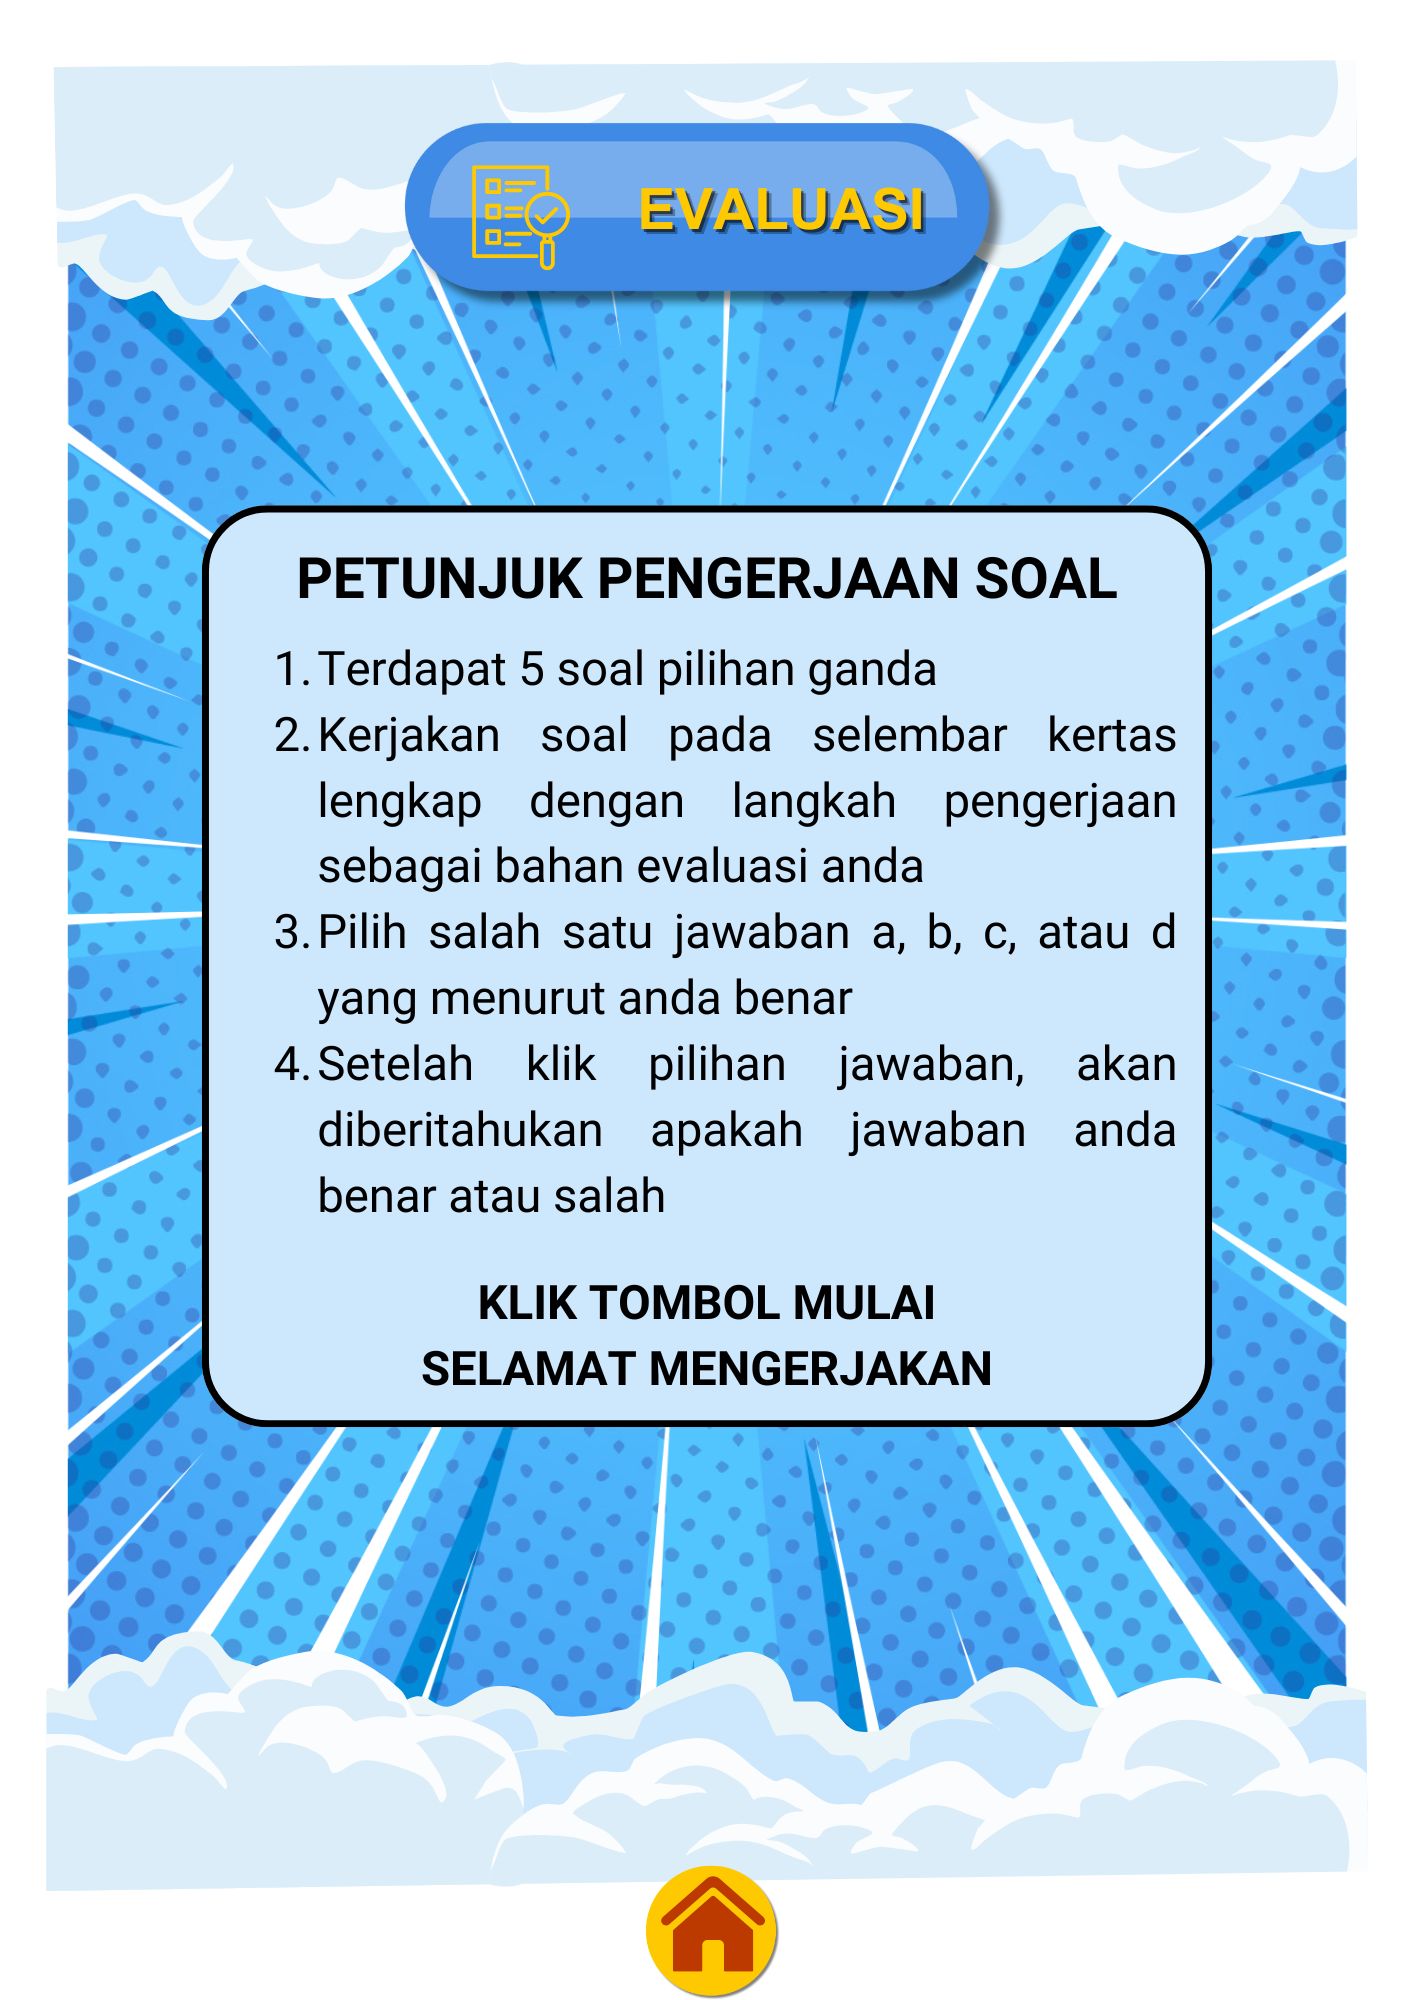 EVALUASI
PETUNJUK PENGERJAAN SOAL
1. Terdapat 5 soal pilihan ganda
2. Kerjakan soal pada selembar kertas
lengkap dengan langkah pengerjaan
sebagai bahan evaluasi anda
3. Pilih salah satu jawaban a, b, c, atau d
yang menurut anda benar
4. Setelah klik pilihan jawaban, akan
diberitahukan apakah jawaban anda
benar atau salah
KLIK TOMBOL MULAI
SELAMAT MENGERJAKAN